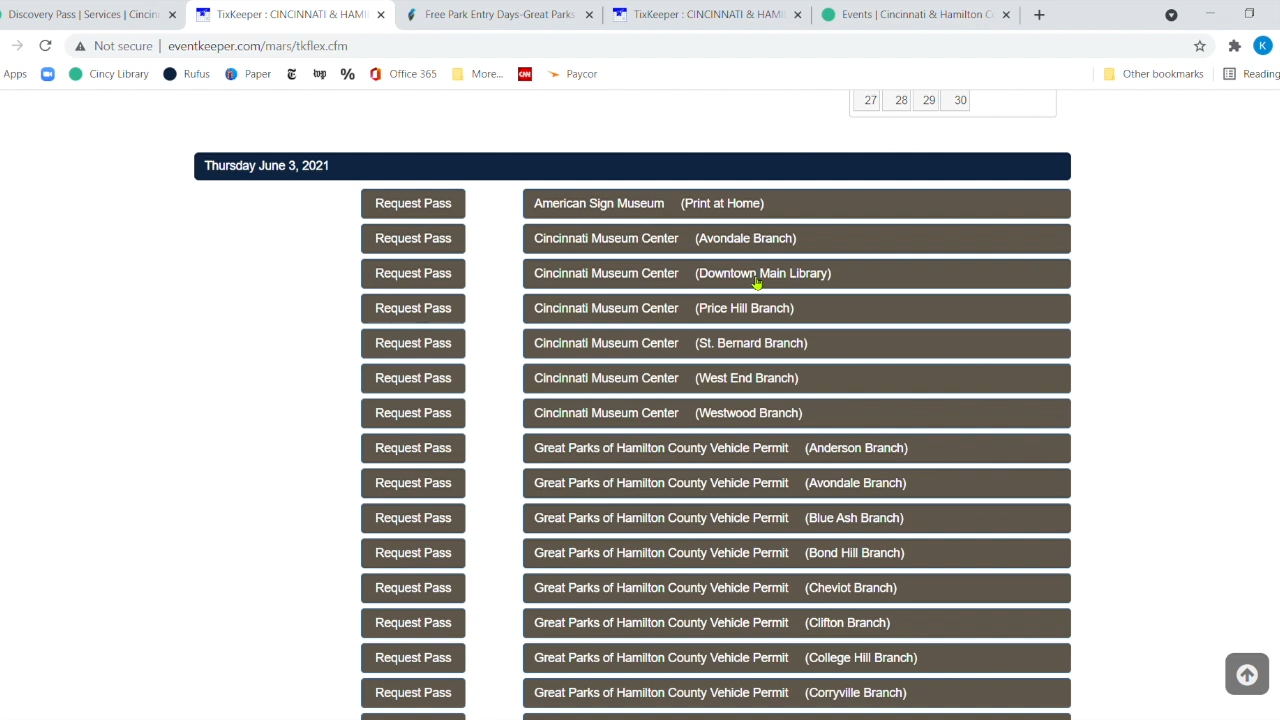 Discovery Pass | Services | Cincin
TixKeeper : CINCINNATI & HAMI
Free Park Entry Days-Great Parks
TixKeeper : CINCINNATI & HAMI
Events | Cincinnati & Hamilton C
Not secure | eventkeeper.com/mars/tkflex.cfm
K
Apps Cincy Library Rufus Paper wp Office 365 More... CNN Paycor Other bookmarks Reading
27 28 29 30
Thursday June 3, 2021
Request Pass American Sign Museum (Print at Home)
Request Pass Cincinnati Museum Center (Avondale Branch)
Request Pass Cincinnati Museum Center (Downtown Main Library)
Request Pass Cincinnati Museum Center (Price Hill Branch)
Request Pass Cincinnati Museum Center (St. Bernard Branch)
Request Pass Cincinnati Museum Center (West End Branch)
Request Pass Cincinnati Museum Center (Westwood Branch)
Request Pass Great Parks of Hamilton County Vehicle Permit (Anderson Branch)
Request Pass Great Parks of Hamilton County Vehicle Permit (Avondale Branch)
Request Pass Great Parks of Hamilton County Vehicle Permit (Blue Ash Branch)
Request Pass Great Parks of Hamilton County Vehicle Permit (Bond Hill Branch)
Request Pass Great Parks of Hamilton County Vehicle Permit (Cheviot Branch)
Request Pass Great Parks of Hamilton County Vehicle Permit (Clifton Branch)
Request Pass Great Parks of Hamilton County Vehicle Permit (College Hill Branch)
Request Pass Great Parks of Hamilton County Vehicle Permit (Corryville Branch)